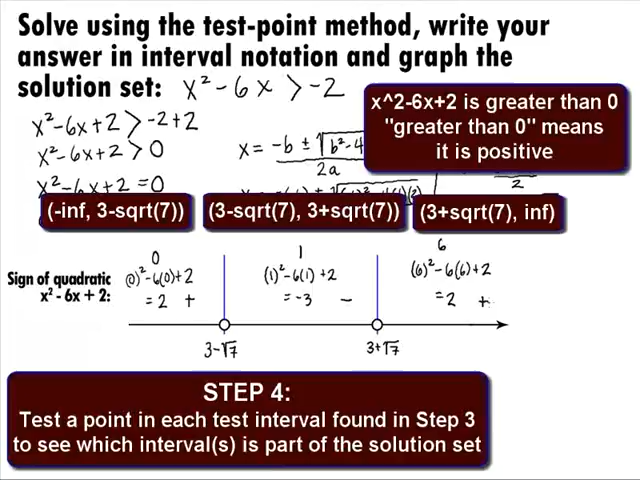 Solve using the test-point method, write your
answer in interval notation and graph the
solution set: x² - 6x > -2
x² - 6x + 2 > -2 + 2
x² - 6x + 2 > 0
x² - 6x + 2 = 0
x = -b ± √b² - 4
2a
2
x^2-6x+2 is greater than 0
"greater than 0" means
it is positive
(-inf, 3-sqrt(7)) (3-sqrt(7), 3+sqrt(7)) (3+sqrt(7), inf)
0 1 6
Sign of quadratic
x² - 6x + 2:
(0)² - 6(0) + 2 (1)² - 6(1) + 2 (6)² - 6(6) + 2
= 2 + = -3 - = 2 +
3 - √7 3 + √7
STEP 4:
Test a point in each test interval found in Step 3
to see which interval(s) is part of the solution set